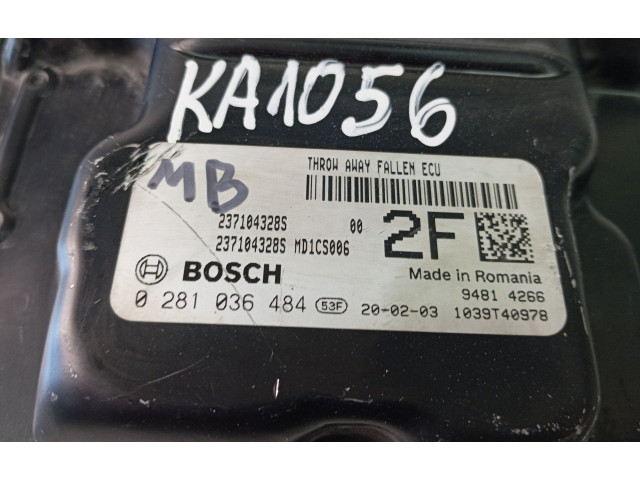 KA1056
THROW AWAY FALLEN ECU
MB
237104328S 00
237104328S MD1CS006
2F
BOSCH
Made in Romania
9481 4266
0 281 036 484 53F 20-02-03 1039T40978